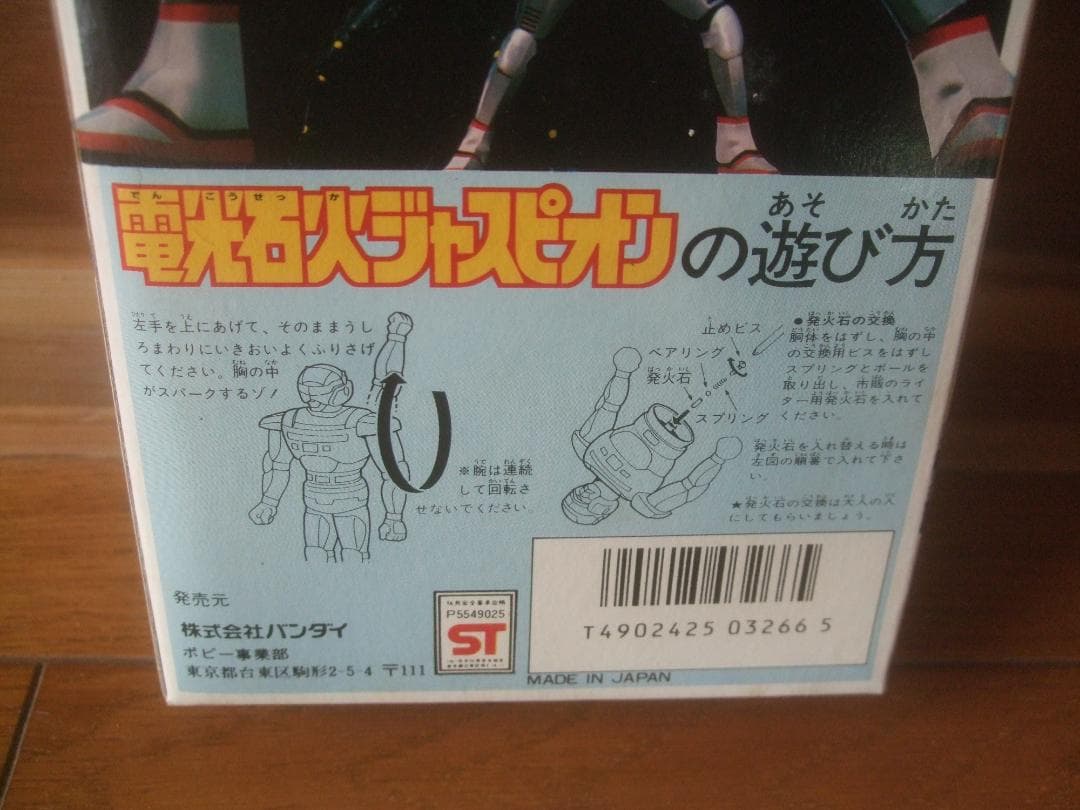 電光石火ジャスピオンの遊び方
でんこうせっか
あそ かた
左手を上にあげて、そのままうし
ろまわりにいきおいよくふりさげ
てください。胸の中
がスパークするゾ!
※腕は連続
して回転さ
せないでください。
止めビス
ベアリング
発火石
スプリング
●発火石の交換
胴体をはずし、胸の中
の交換用ビスをはずし
スプリングとボールを
取り出し、市販のライ
ター用発火石を入れて
ください。
発火石を入れ替える時は
左図の順番で入れて下さ
い。
★発火石の交換は大人の人
にしてもらいましょう。
発売元
株式会社バンダイ
ポピー事業部
東京都台東区駒形2-5-4 〒111
P5549025
ST
T4902425 03266 5
MADE IN JAPAN